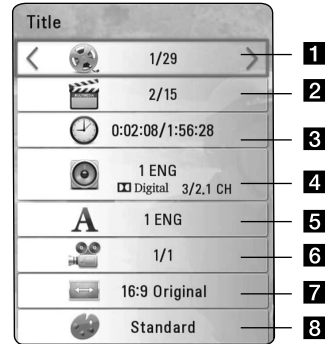 Title
1/29
1
2/15
2
0:02:08/1:56:28
3
1 ENG
Digital 3/2.1 CH
4
A
1 ENG
5
1/1
6
16:9 Original
7
Standard
8